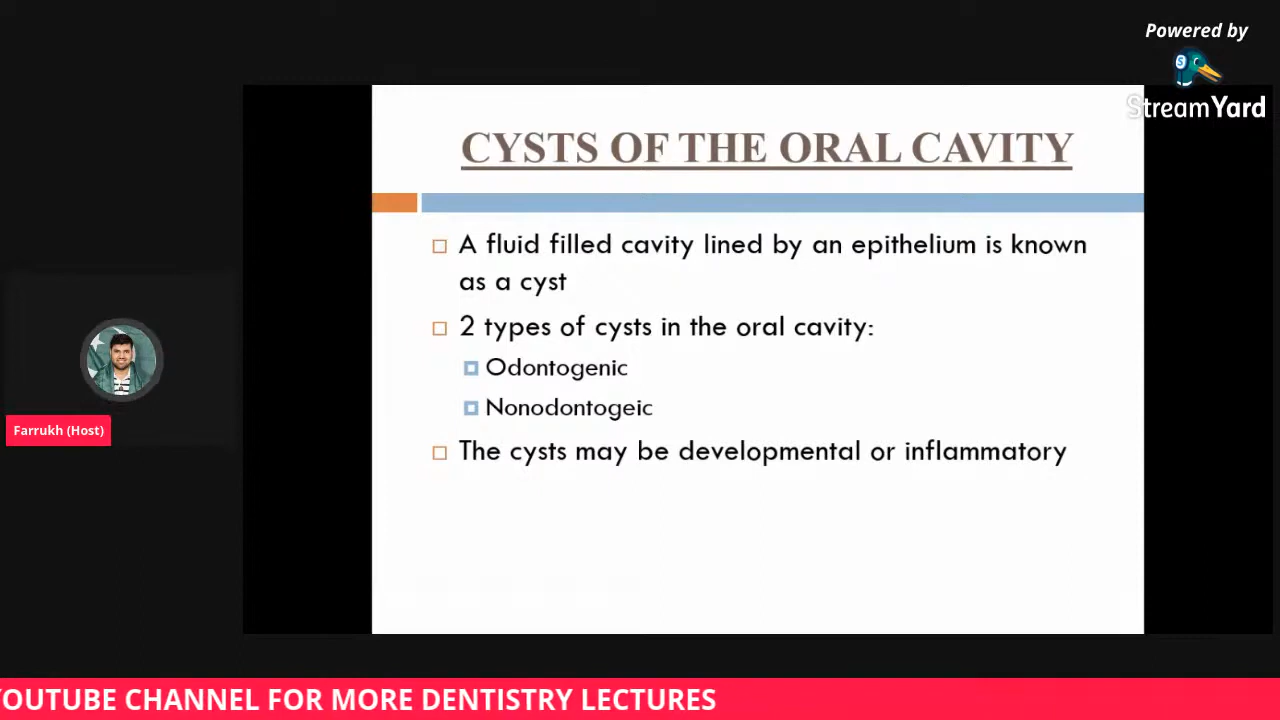 Powered by
StreamYard
CYSTS OF THE ORAL CAVITY
A fluid filled cavity lined by an epithelium is known
as a cyst
2 types of cysts in the oral cavity:
Odontogenic
Nonodontogeic
The cysts may be developmental or inflammatory
Farrukh (Host)
YOUTUBE CHANNEL FOR MORE DENTISTRY LECTURES